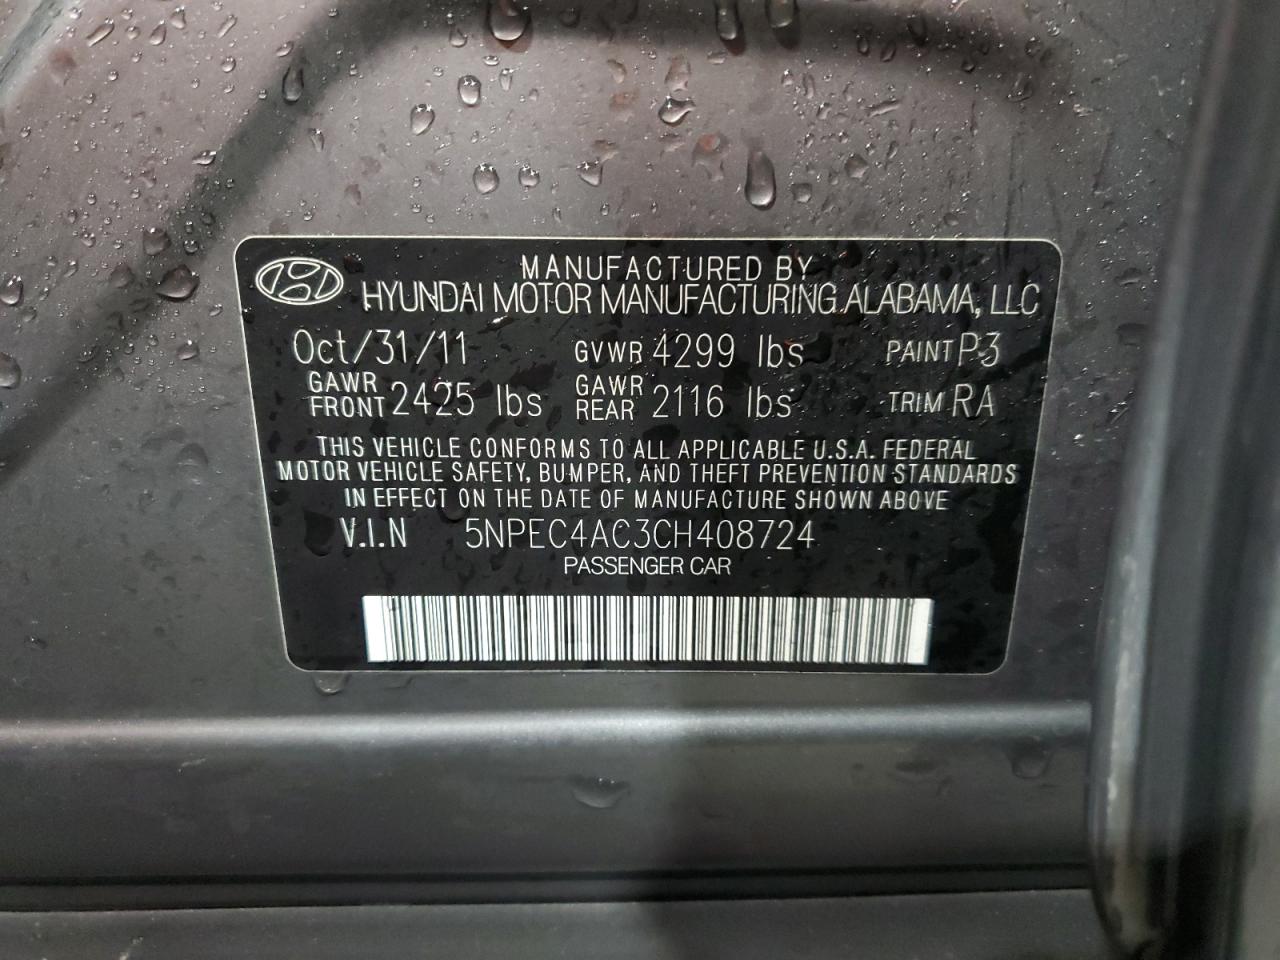 MANUFACTURED BY
HYUNDAI MOTOR MANUFACTURING ALABAMA, LLC
Oct/31/11 GVWR 4299 lbs PAINT P3
GAWR FRONT 2425 lbs GAWR REAR 2116 lbs TRIM RA
THIS VEHICLE CONFORMS TO ALL APPLICABLE U.S.A. FEDERAL
MOTOR VEHICLE SAFETY, BUMPER, AND THEFT PREVENTION STANDARDS
IN EFFECT ON THE DATE OF MANUFACTURE SHOWN ABOVE
V.I.N 5NPEC4AC3CH408724
PASSENGER CAR